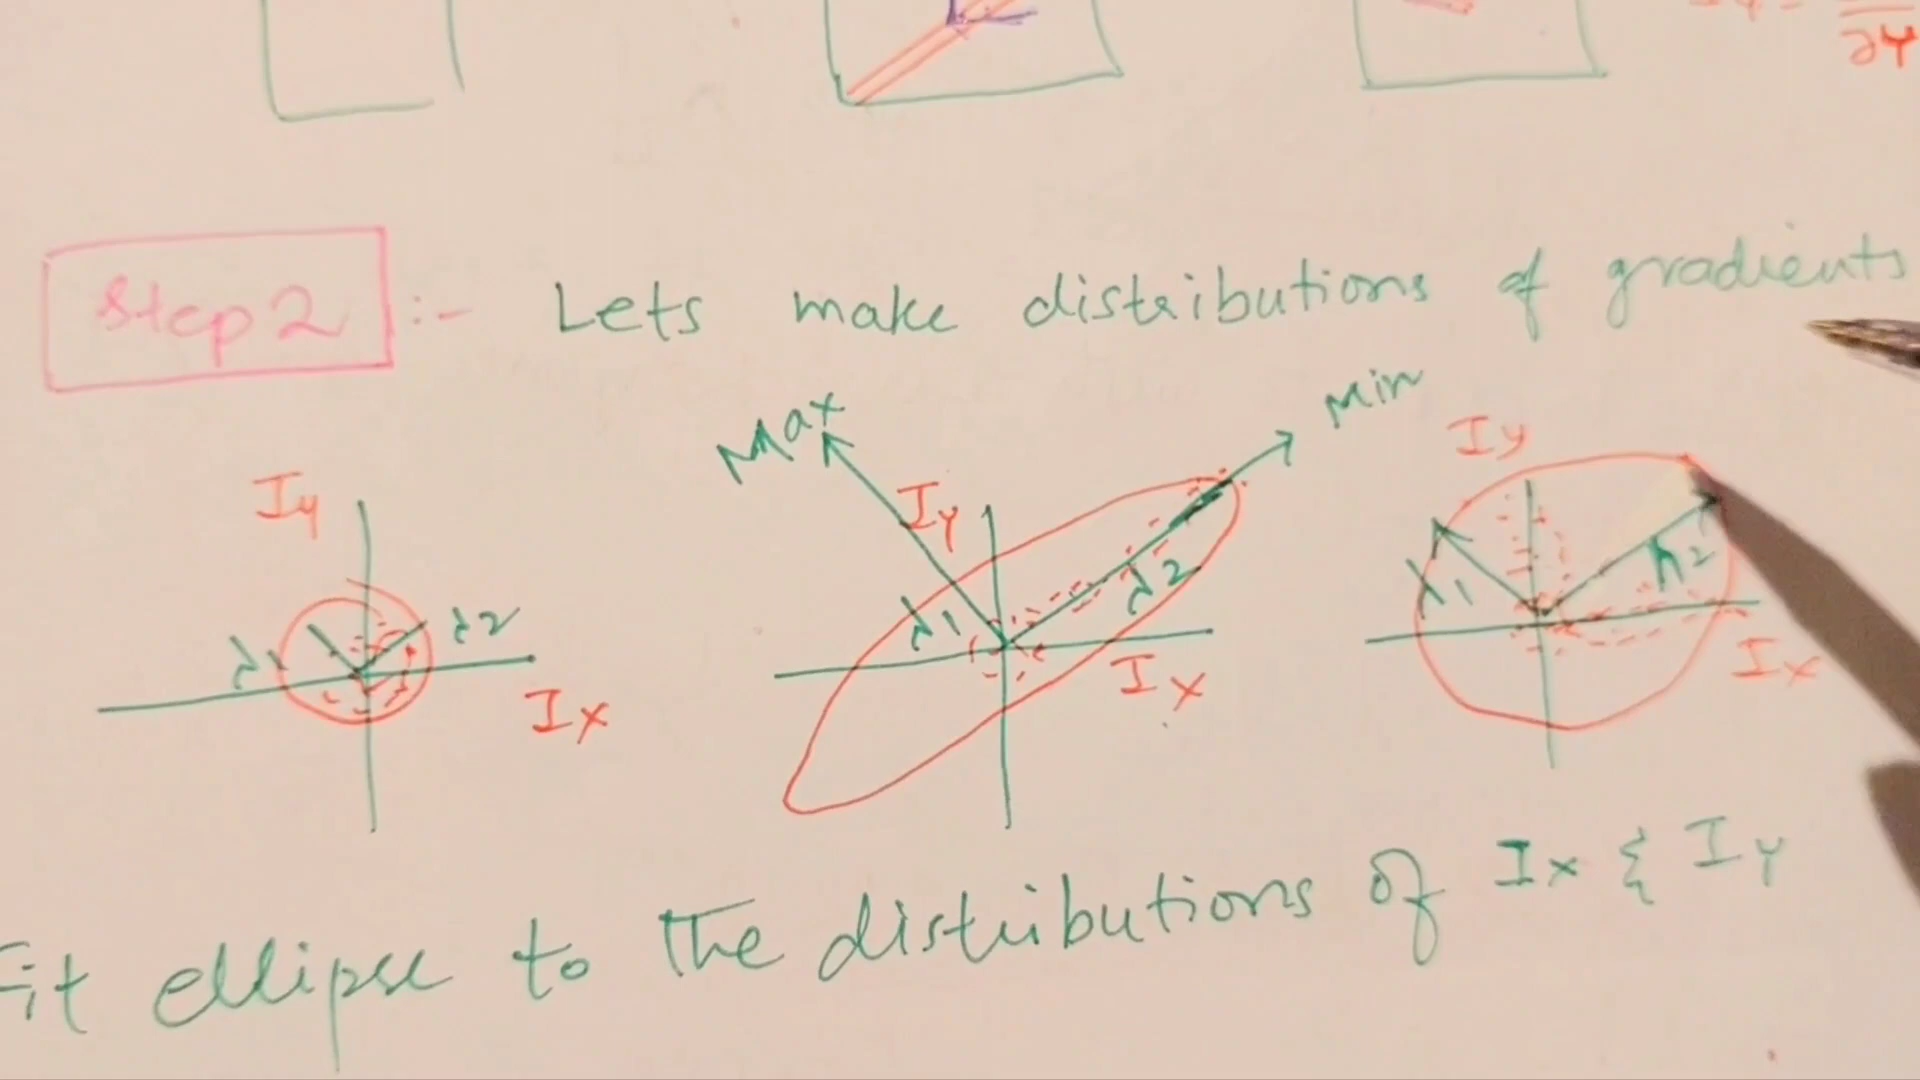 ∂Y
Step 2 :- Lets make distributions of gradients
Max
Min
Iy
λ1
λ2
Ix
Iy
λ1
λ2
Ix
Iy
λ1
λ2
Ix
Fit ellipse to the distributions of Ix & Iy